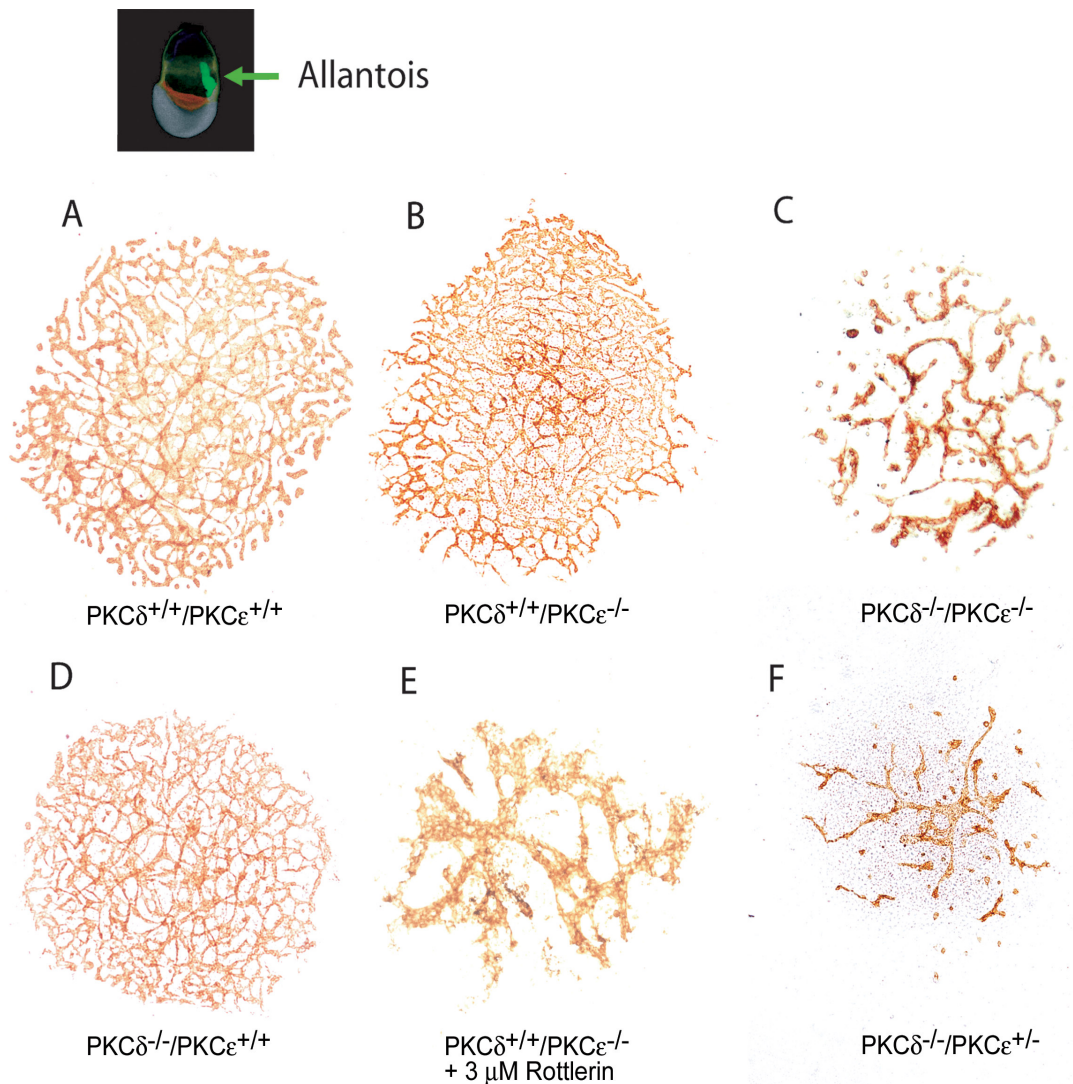 Allantois
A
B
C
PKCδ+/+/PKCε+/+
PKCδ+/+/PKCε-/-
PKCδ-/-/PKCε-/-
D
E
F
PKCδ-/-/PKCε+/+
PKCδ+/+/PKCε-/-
+ 3 μM Rottlerin
PKCδ-/-/PKCε+/-